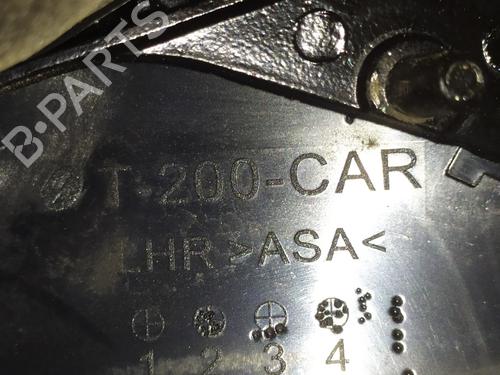 B-PARTS
T-200-CAR
LHR >ASA<
1 2 3 4